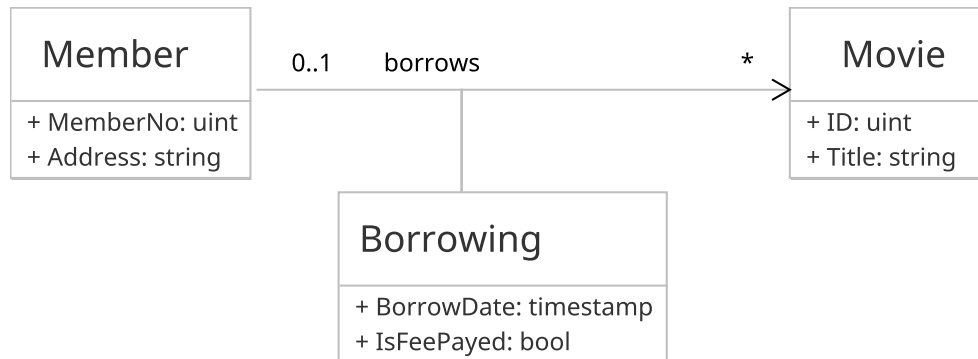 Member
0..1 borrows *
Movie
+ MemberNo: uint
+ Address: string
+ ID: uint
+ Title: string
Borrowing
+ BorrowDate: timestamp
+ IsFeePayed: bool